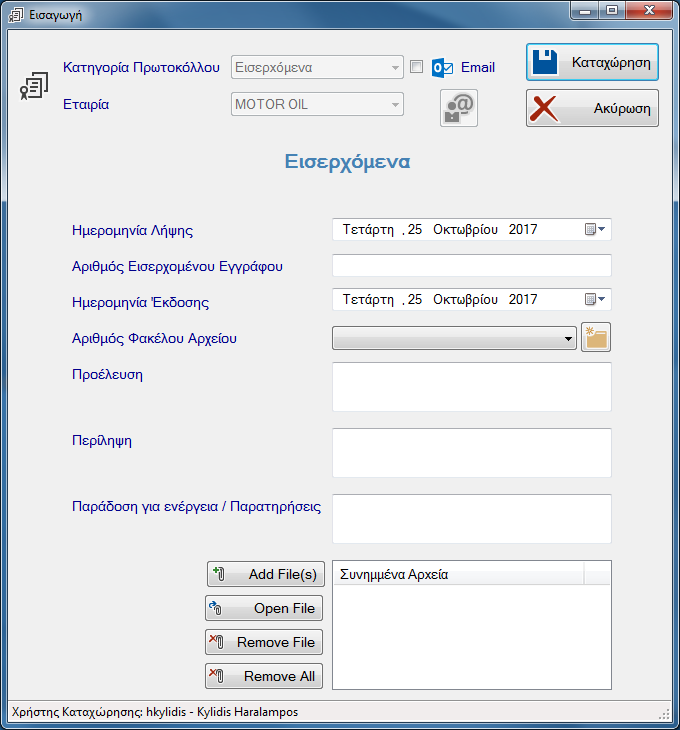 Εισαγωγή
Κατηγορία Πρωτοκόλλου Εισερχόμενα Email Καταχώρηση
Εταιρία MOTOR OIL Ακύρωση
Εισερχόμενα
Ημερομηνία Λήψης Τετάρτη , 25 Οκτωβρίου 2017
Αριθμός Εισερχομένου Εγγράφου
Ημερομηνία Έκδοσης Τετάρτη , 25 Οκτωβρίου 2017
Αριθμός Φακέλου Αρχείου
Προέλευση
Περίληψη
Παράδοση για ενέργεια / Παρατηρήσεις
Add File(s) Συνημμένα Αρχεία
Open File
Remove File
Remove All
Χρήστης Καταχώρησης: hkylidis - Kylidis Haralampos